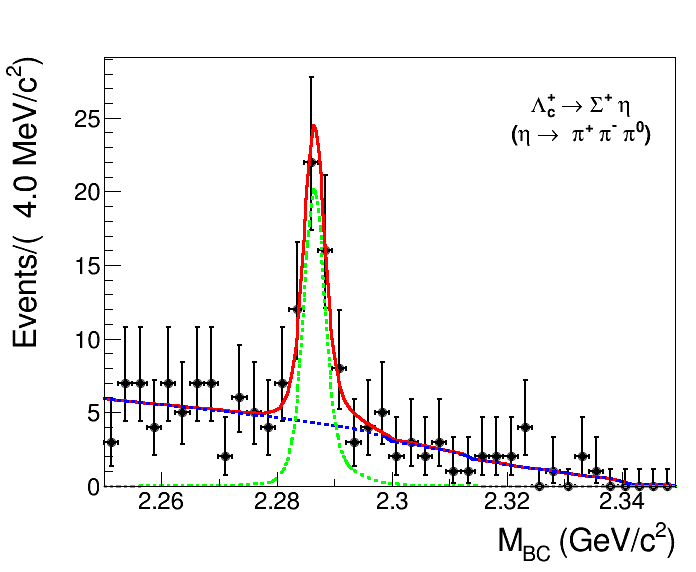 Λc+ → Σ+ η
(η → π+ π- π0)
Events/( 4.0 MeV/c2)
25
20
15
10
5
0
2.26 2.28 2.3 2.32 2.34
MBC (GeV/c2)